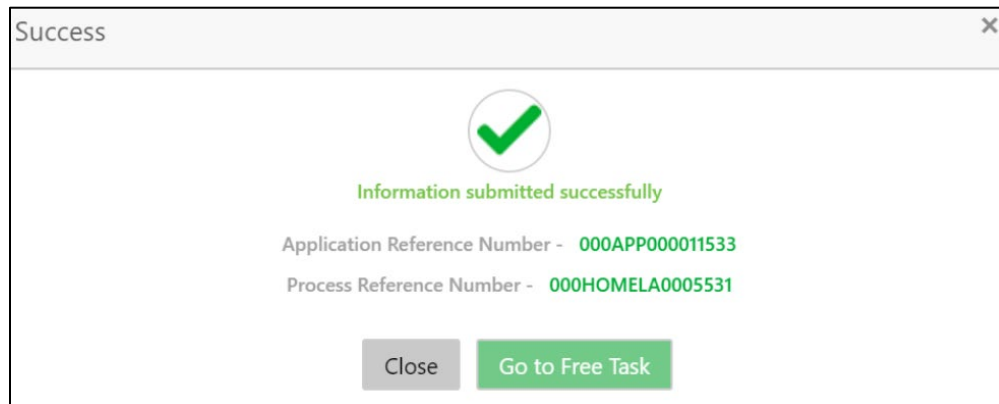 Success
Information submitted successfully
Application Reference Number - 000APP000011533
Process Reference Number - 000HOMELA0005531
Close Go to Free Task